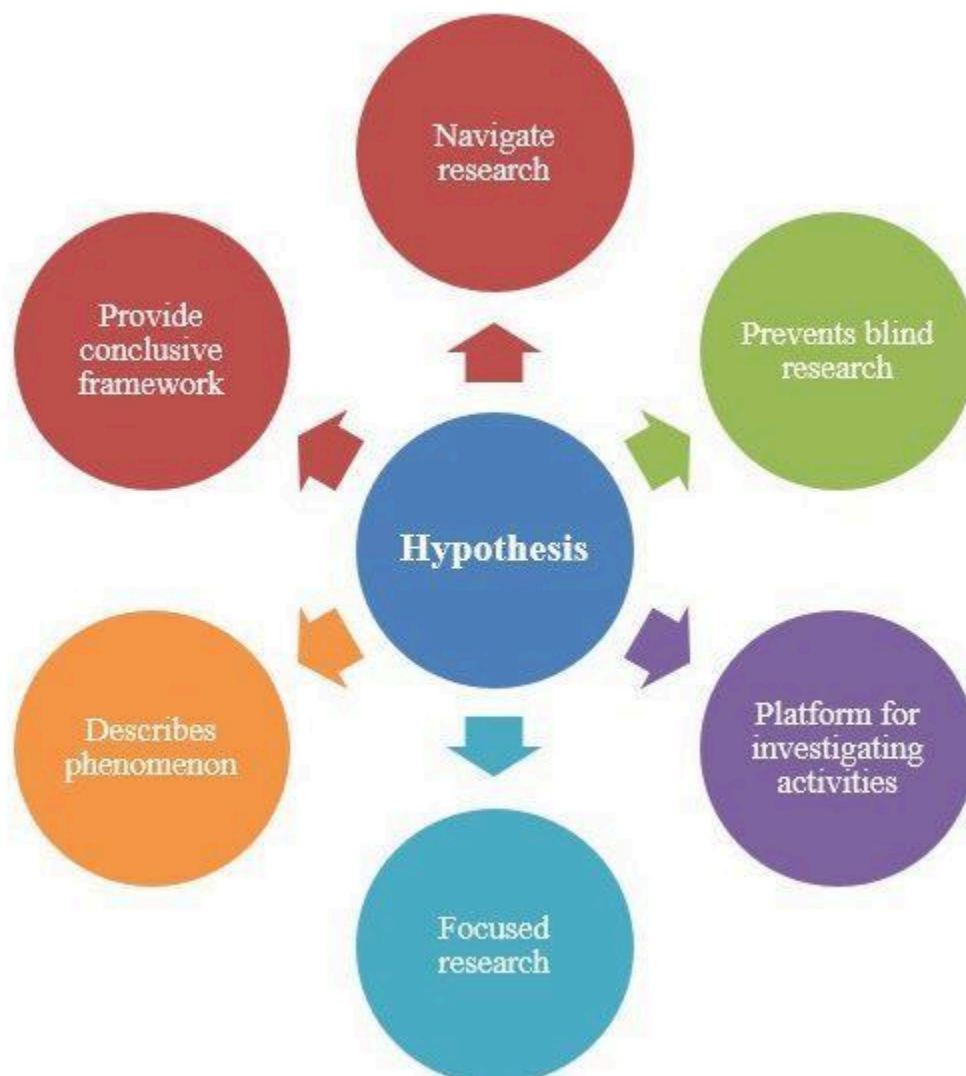 Navigate
research
Provide
conclusive
framework
Prevents blind
research
Hypothesis
Describes
phenomenon
Platform for
investigating
activities
Focused
research